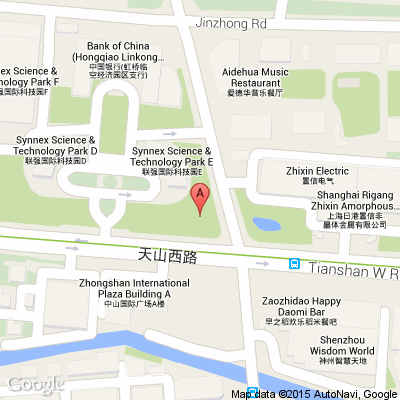 Jinzhong Rd
Bank of China
(Hongqiao Linkong...
中国银行(虹桥临
空经济园区支行)
Aidehua Music
Restaurant
爱德华音乐餐厅
nex Science &
nology Park F
联强国际科技园F
Synnex Science &
Technology Park D
联强国际科技园D
Synnex Science &
Technology Park E
联强国际科技园E
Zhixin Electric
置信电气
A
Shanghai Rigang
Zhixin Amorphous...
上海日港置信非
晶体金属有限公司
天山西路
Tianshan W R
Zhongshan International
Plaza Building A
中山国际广场A楼
Zaozhidao Happy
Daomi Bar
早之稻欢乐稻米餐吧
Shenzhou
Wisdom World
神州智慧天地
Google
Map data ©2015 AutoNavi, Google